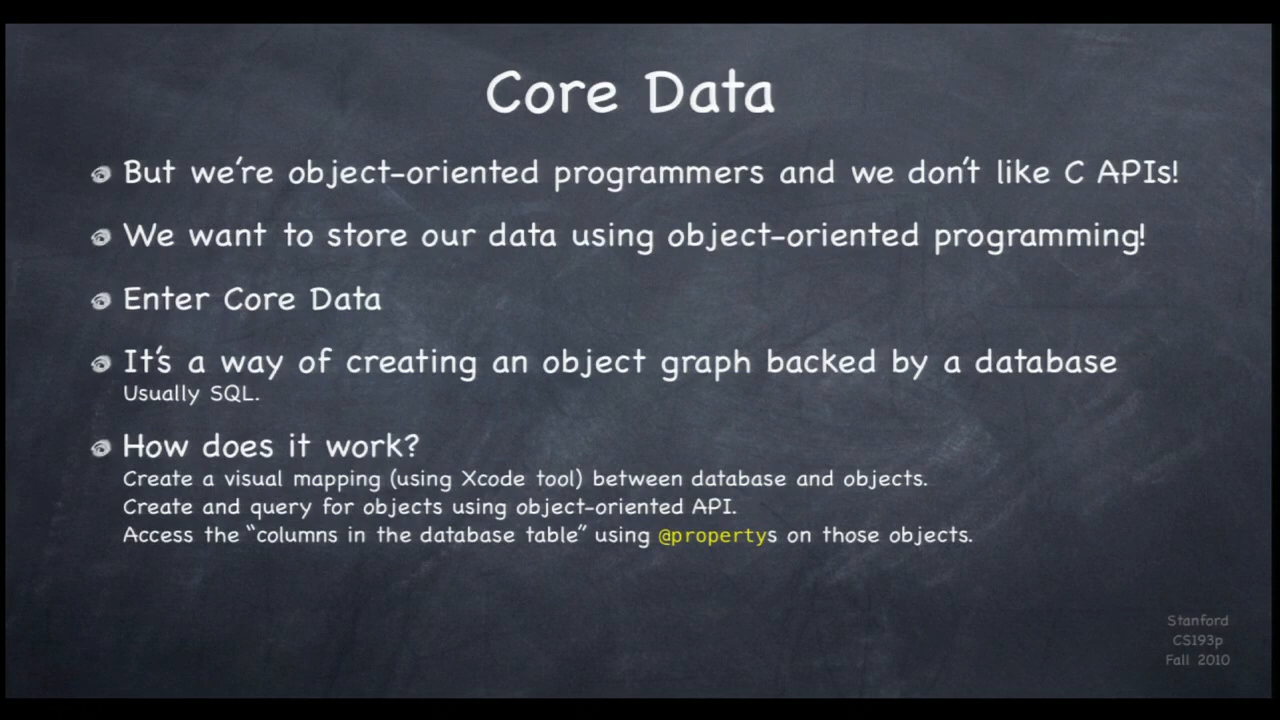 Core Data
But we're object-oriented programmers and we don't like C APIs!
We want to store our data using object-oriented programming!
Enter Core Data
It's a way of creating an object graph backed by a database
Usually SQL.
How does it work?
Create a visual mapping (using Xcode tool) between database and objects.
Create and query for objects using object-oriented API.
Access the “columns in the database table” using @propertys on those objects.
Stanford
CS193p
Fall 2010